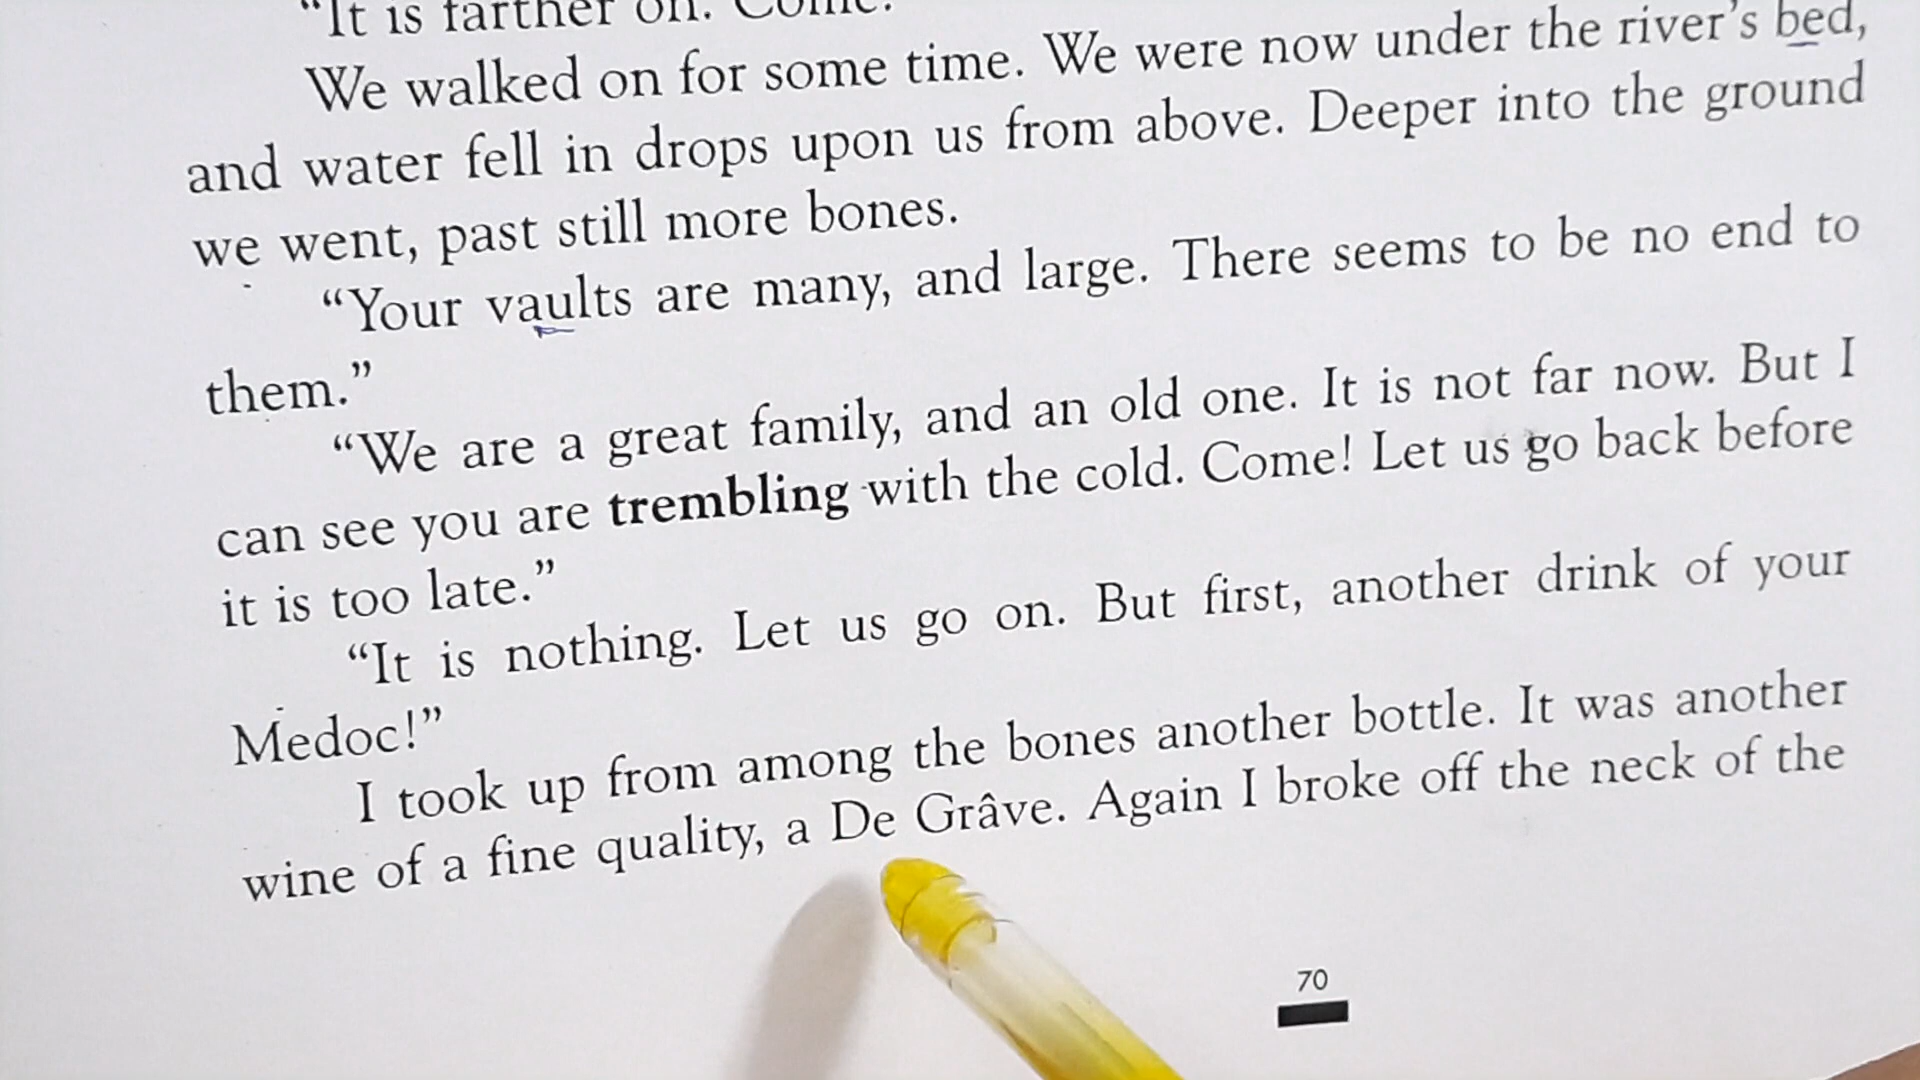 "It is farther on. Come.
We walked on for some time. We were now under the river's bed,
and water fell in drops upon us from above. Deeper into the ground
we went, past still more bones.
"Your vaults are many, and large. There seems to be no end to
them."
"We are a great family, and an old one. It is not far now. But I
can see you are trembling with the cold. Come! Let us go back before
it is too late."
"It is nothing. Let us go on. But first, another drink of your
Medoc!"
I took up from among the bones another bottle. It was another
wine of a fine quality, a De Grâve. Again I broke off the neck of the
70